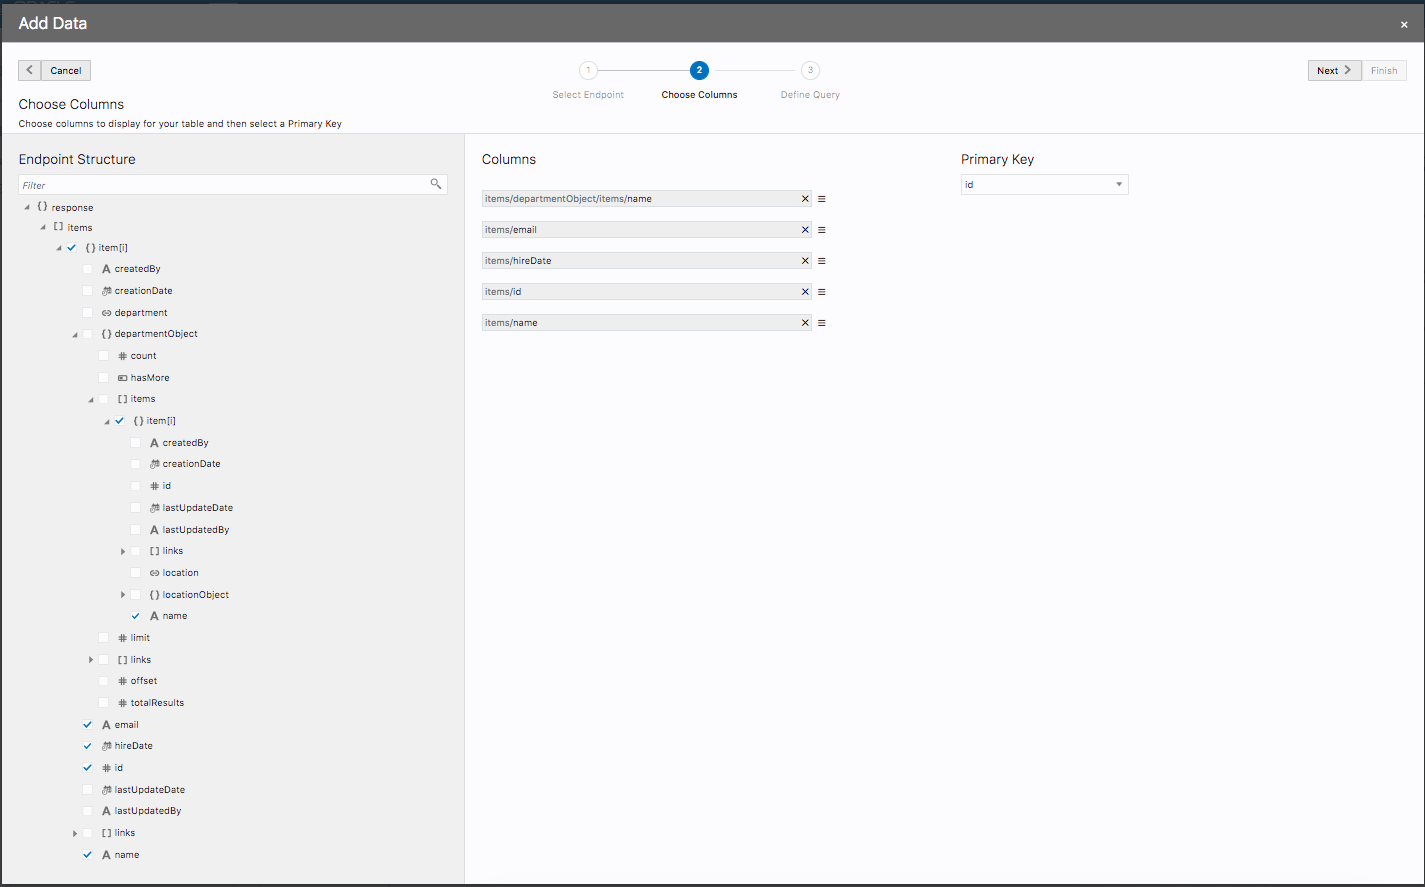 Add Data
×
Cancel
1
2
3
Next
Finish
Select Endpoint
Choose Columns
Define Query
Choose Columns
Choose columns to display for your table and then select a Primary Key
Endpoint Structure
Filter
{} response
[] items
{} item[i]
A createdBy
creationDate
department
{} departmentObject
# count
hasMore
[] items
{} item[i]
A createdBy
creationDate
# id
lastUpdateDate
A lastUpdatedBy
[] links
location
{} locationObject
A name
# limit
[] links
# offset
# totalResults
A email
hireDate
# id
lastUpdateDate
A lastUpdatedBy
[] links
A name
Columns
items/departmentObject/items/name
items/email
items/hireDate
items/id
items/name
Primary Key
id